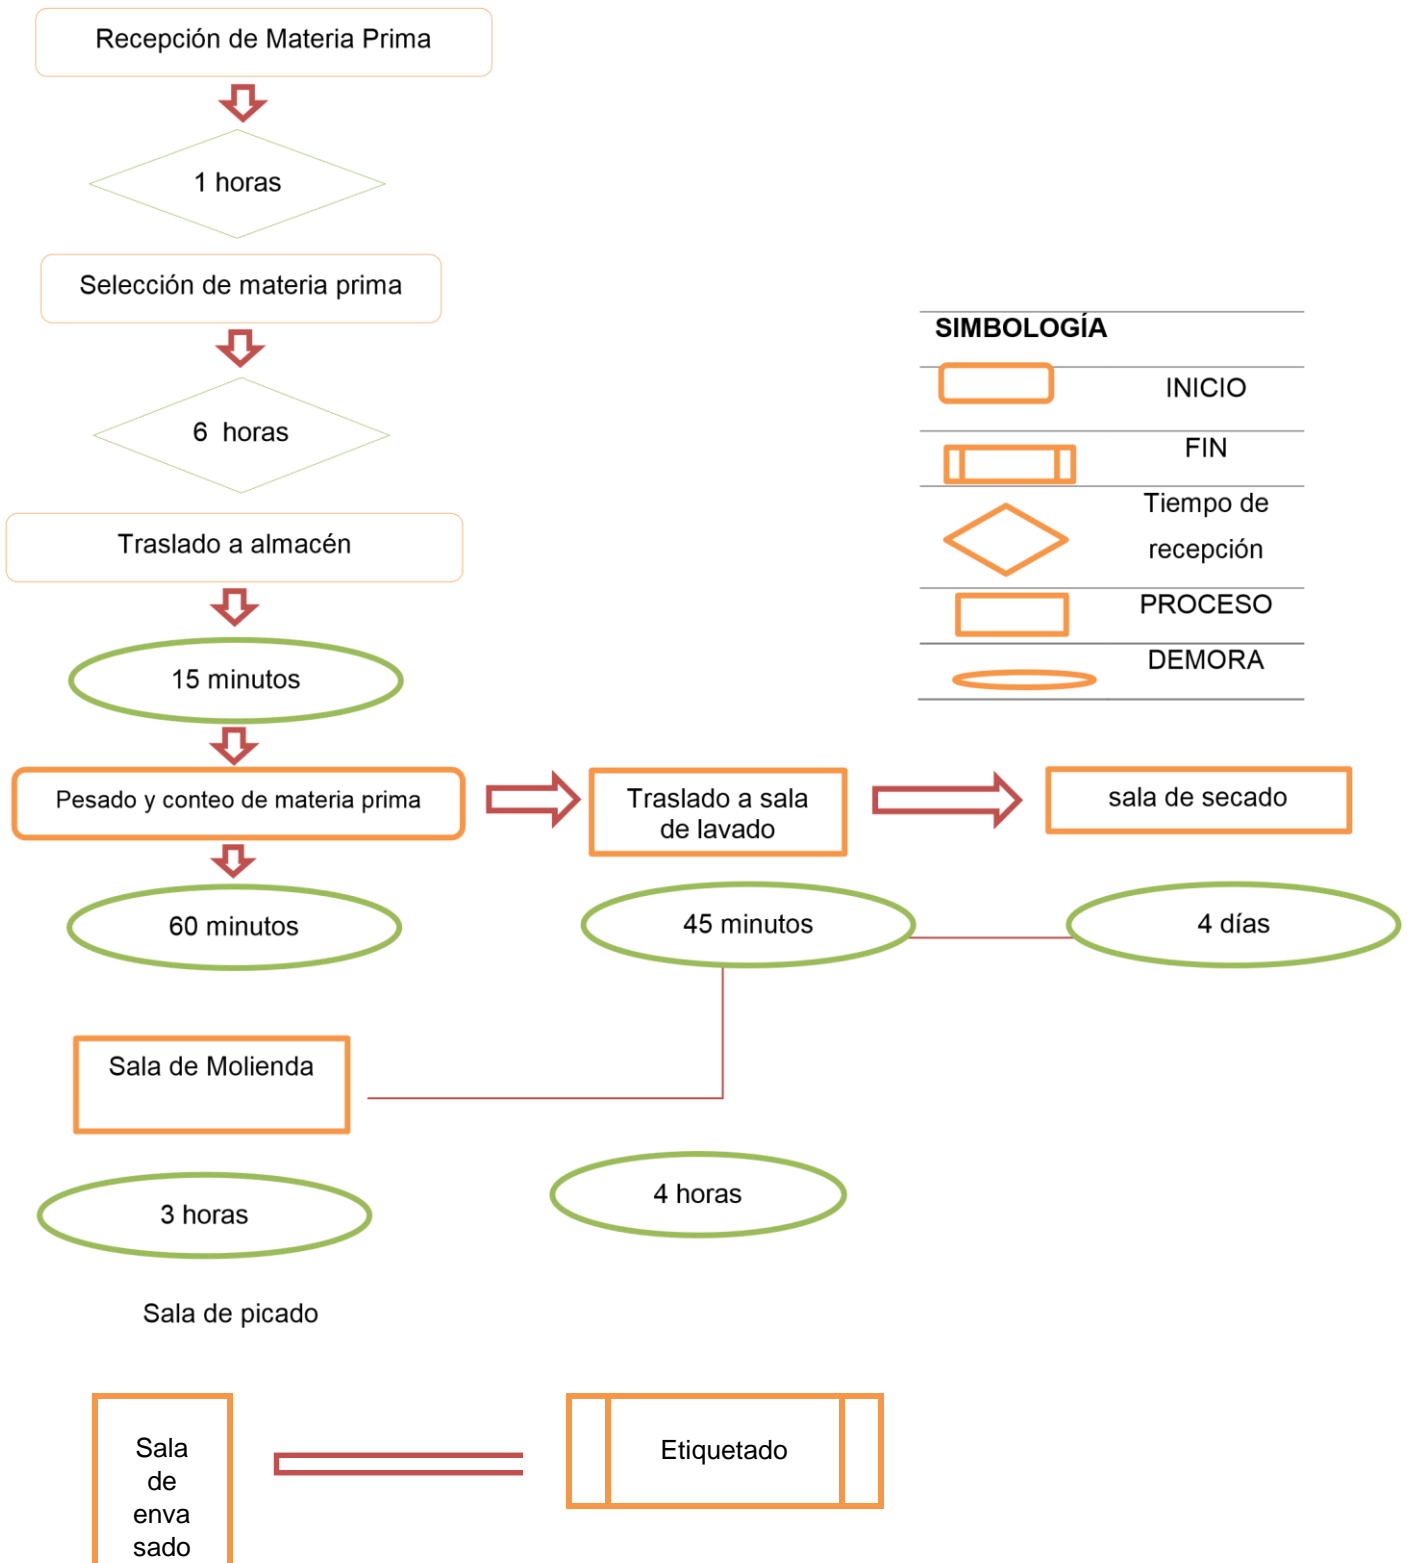 Recepción de Materia Prima
1 horas
Selección de materia prima
6 horas
Traslado a almacén
15 minutos
Pesado y conteo de materia prima
60 minutos
Traslado a sala
de lavado
45 minutos
sala de secado
4 días
SIMBOLOGÍA
INICIO
FIN
Tiempo de
recepción
PROCESO
DEMORA
Sala de Molienda
3 horas
4 horas
Sala de picado
Sala
de
enva
sado
Etiquetado